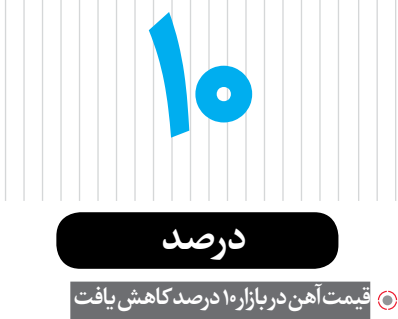 ۱۰
درصد
قیمت آهن در بازار ۱۰ درصد کاهش یافت